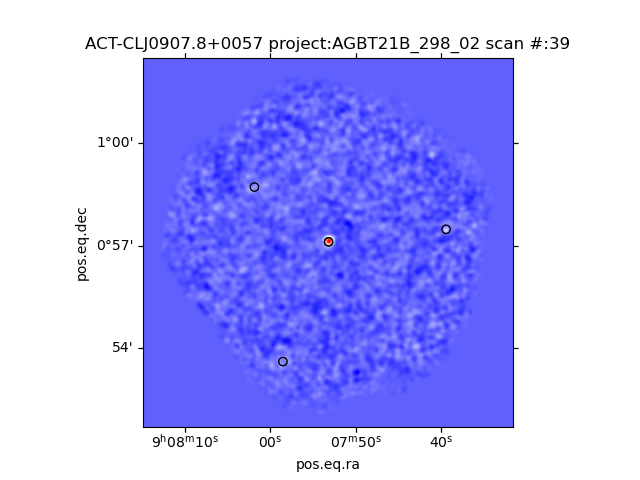 ACT-CLJ0907.8+0057 project:AGBT21B_298_02 scan #:39
1°00'
0°57'
54'
pos.eq.dec
9h08m10s 00s 07m50s 40s
pos.eq.ra